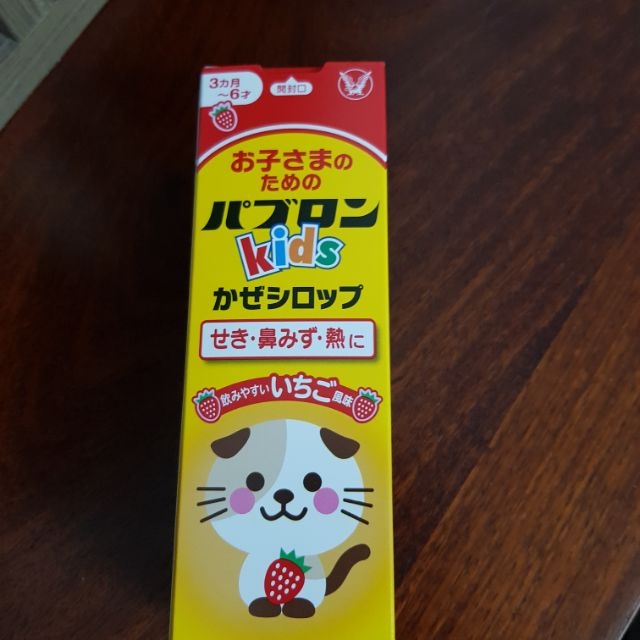 3カ月
～6才
開封口
お子さまの
ための
パブロン
kids
かぜシロップ
せき・鼻みず・熱に
飲みやすいいちご風味